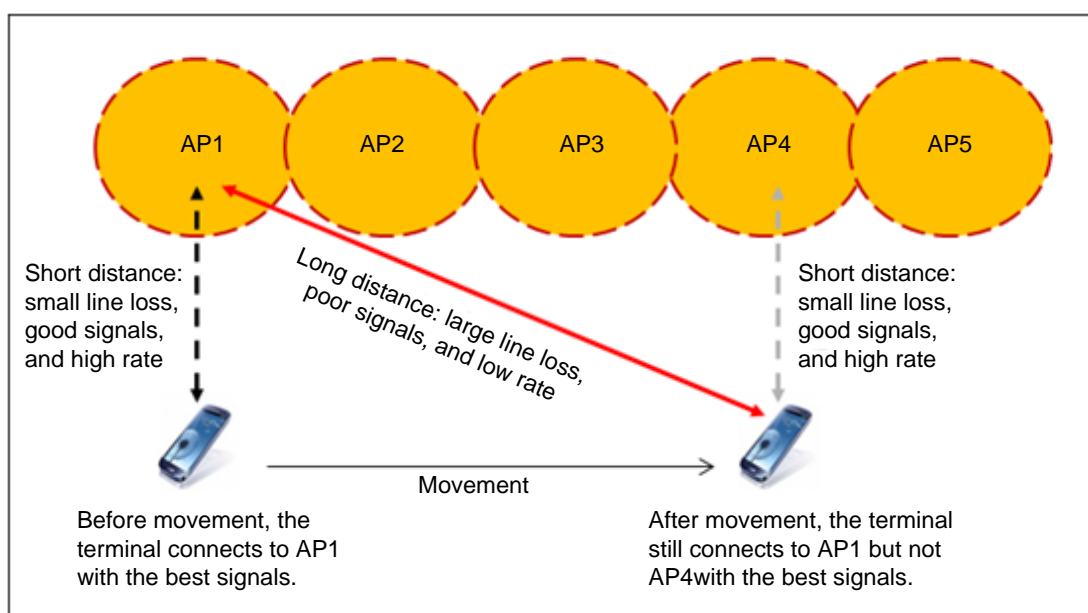 AP1
AP2
AP3
AP4
AP5
Short distance:
small line loss,
good signals,
and high rate
Long distance: large line loss,
poor signals, and low rate
Short distance:
small line loss,
good signals,
and high rate
Movement
Before movement, the
terminal connects to AP1
with the best signals.
After movement, the terminal
still connects to AP1 but not
AP4with the best signals.